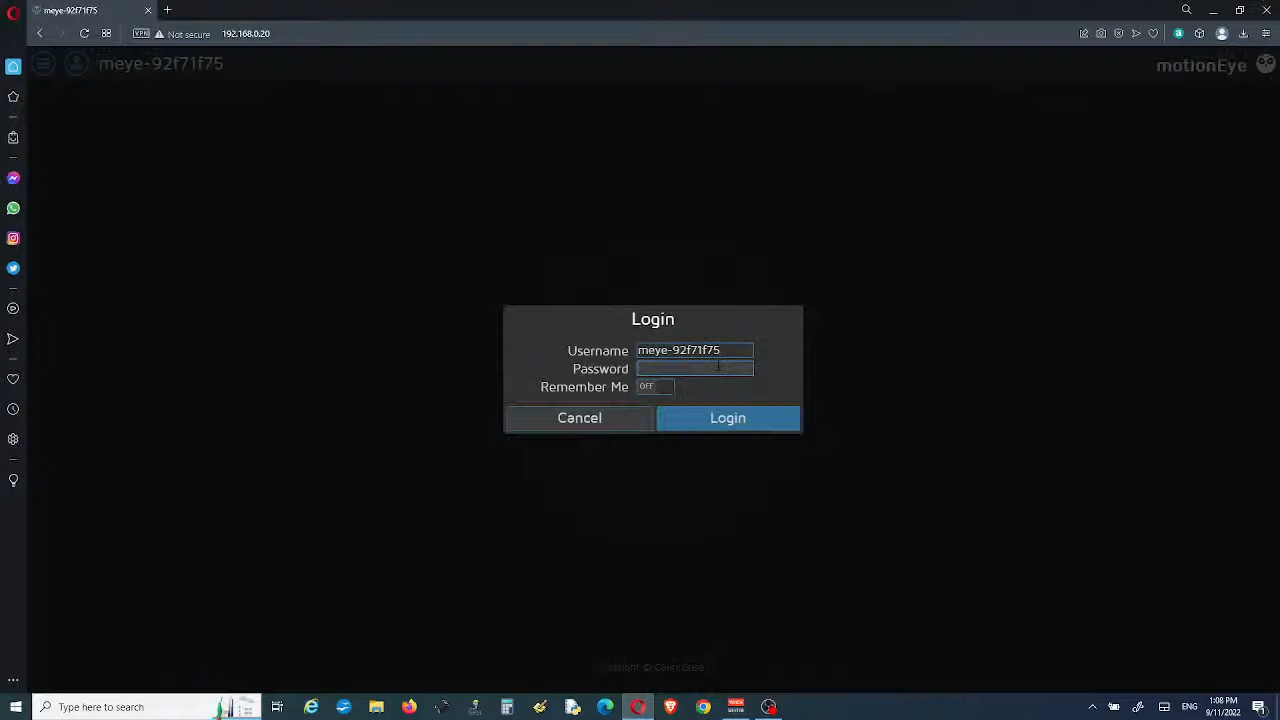 meye-92f71f75
VPN Not secure 192.168.0.20
meye-92f71f75
motionEye
Login
Username meye-92f71f75
Password
Remember Me OFF
Cancel Login
Type here to search
1:08 PM
9/11/2022